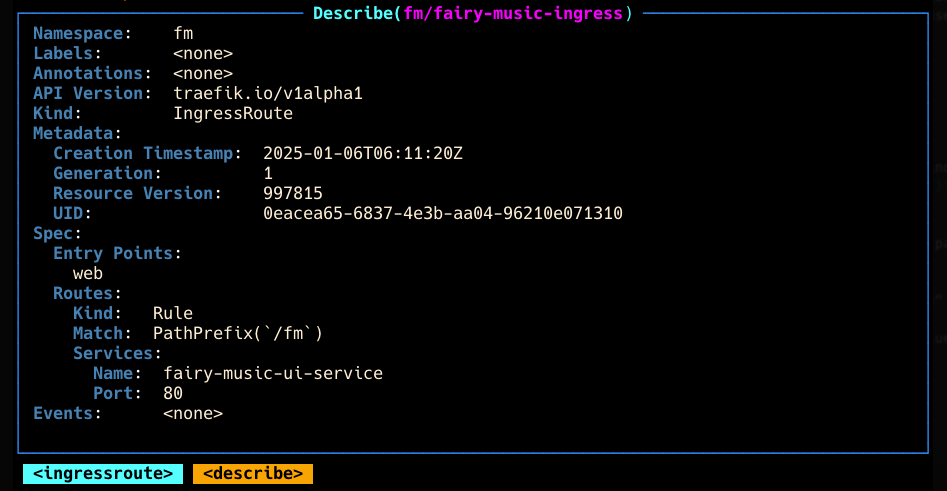 Describe(fm/fairy-music-ingress)
Namespace: fm
Labels: <none>
Annotations: <none>
API Version: traefik.io/v1alpha1
Kind: IngressRoute
Metadata:
Creation Timestamp: 2025-01-06T06:11:20Z
Generation: 1
Resource Version: 997815
UID: 0eacea65-6837-4e3b-aa04-96210e071310
Spec:
Entry Points:
web
Routes:
Kind: Rule
Match: PathPrefix(`/fm`)
Services:
Name: fairy-music-ui-service
Port: 80
Events: <none>
<ingressroute> <describe>